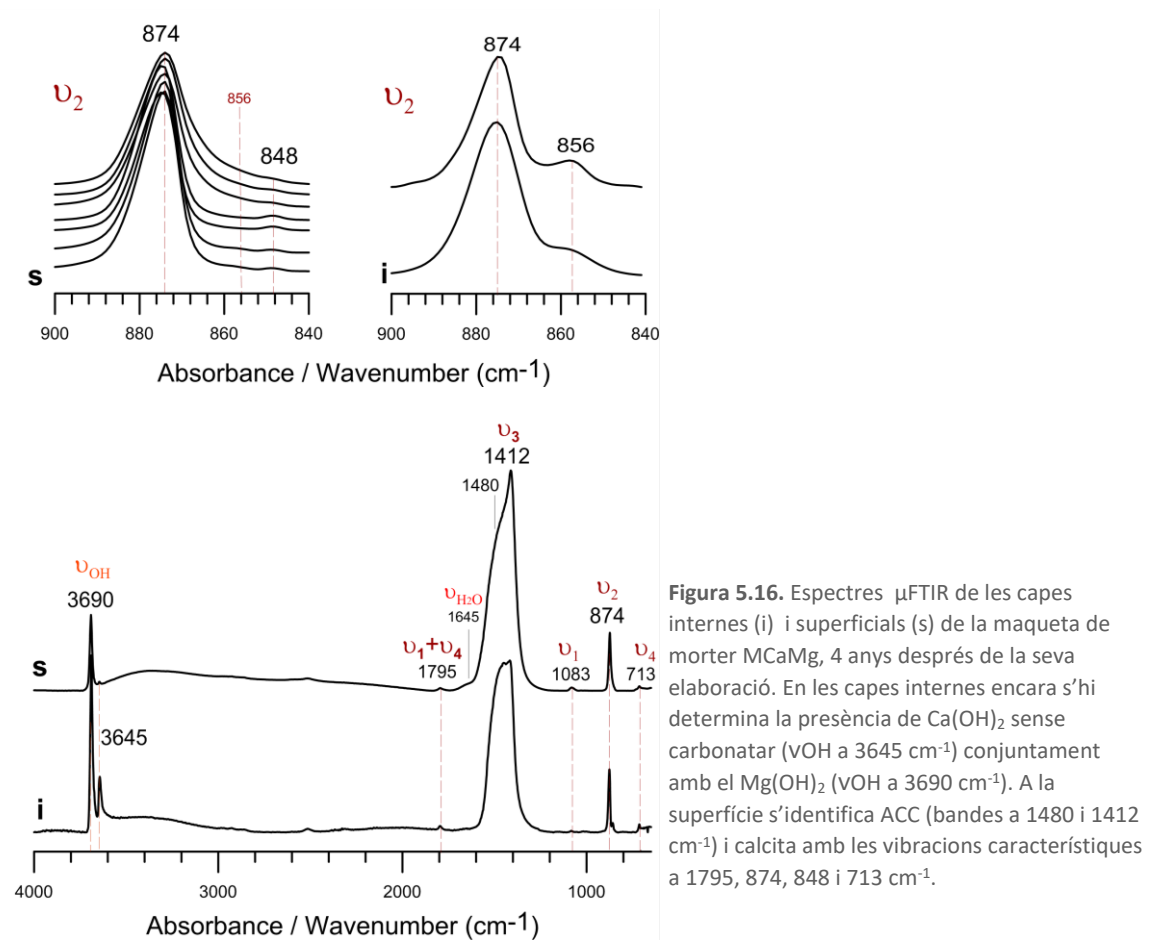 874
874
υ2
856
848
υ2
856
s
i
900 880 860 840
900 880 860 840
Absorbance / Wavenumber (cm-1)
υ3
1412
1480
υOH
3690
υH2O
1645
υ1+υ4
1795
υ1
1083
υ2
874
υ4
713
s
3645
i
4000 3000 2000 1000
Absorbance / Wavenumber (cm-1)
Figura 5.16. Espectres µFTIR de les capes
internes (i) i superficials (s) de la maqueta de
morter MCaMg, 4 anys després de la seva
elaboració. En les capes internes encara s’hi
determina la presència de Ca(OH)2 sense
carbonatar (νOH a 3645 cm-1) conjuntament
amb el Mg(OH)2 (νOH a 3690 cm-1). A la
superfície s’identifica ACC (bandes a 1480 i 1412
cm-1) i calcita amb les vibracions característiques
a 1795, 874, 848 i 713 cm-1.